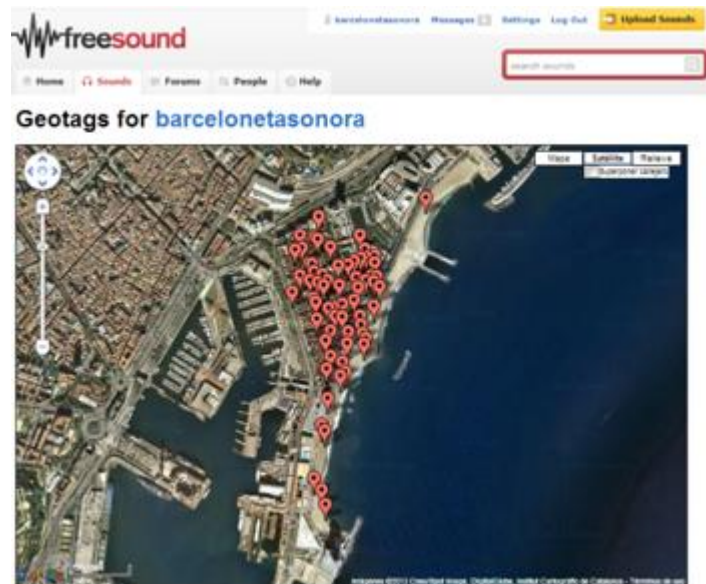 barcelonetasonora Messages Settings Log Out Upload Sounds
freesound
search sounds
Home Sounds Forums People Help
Geotags for barcelonetasonora
Mapa Satélite Relieve